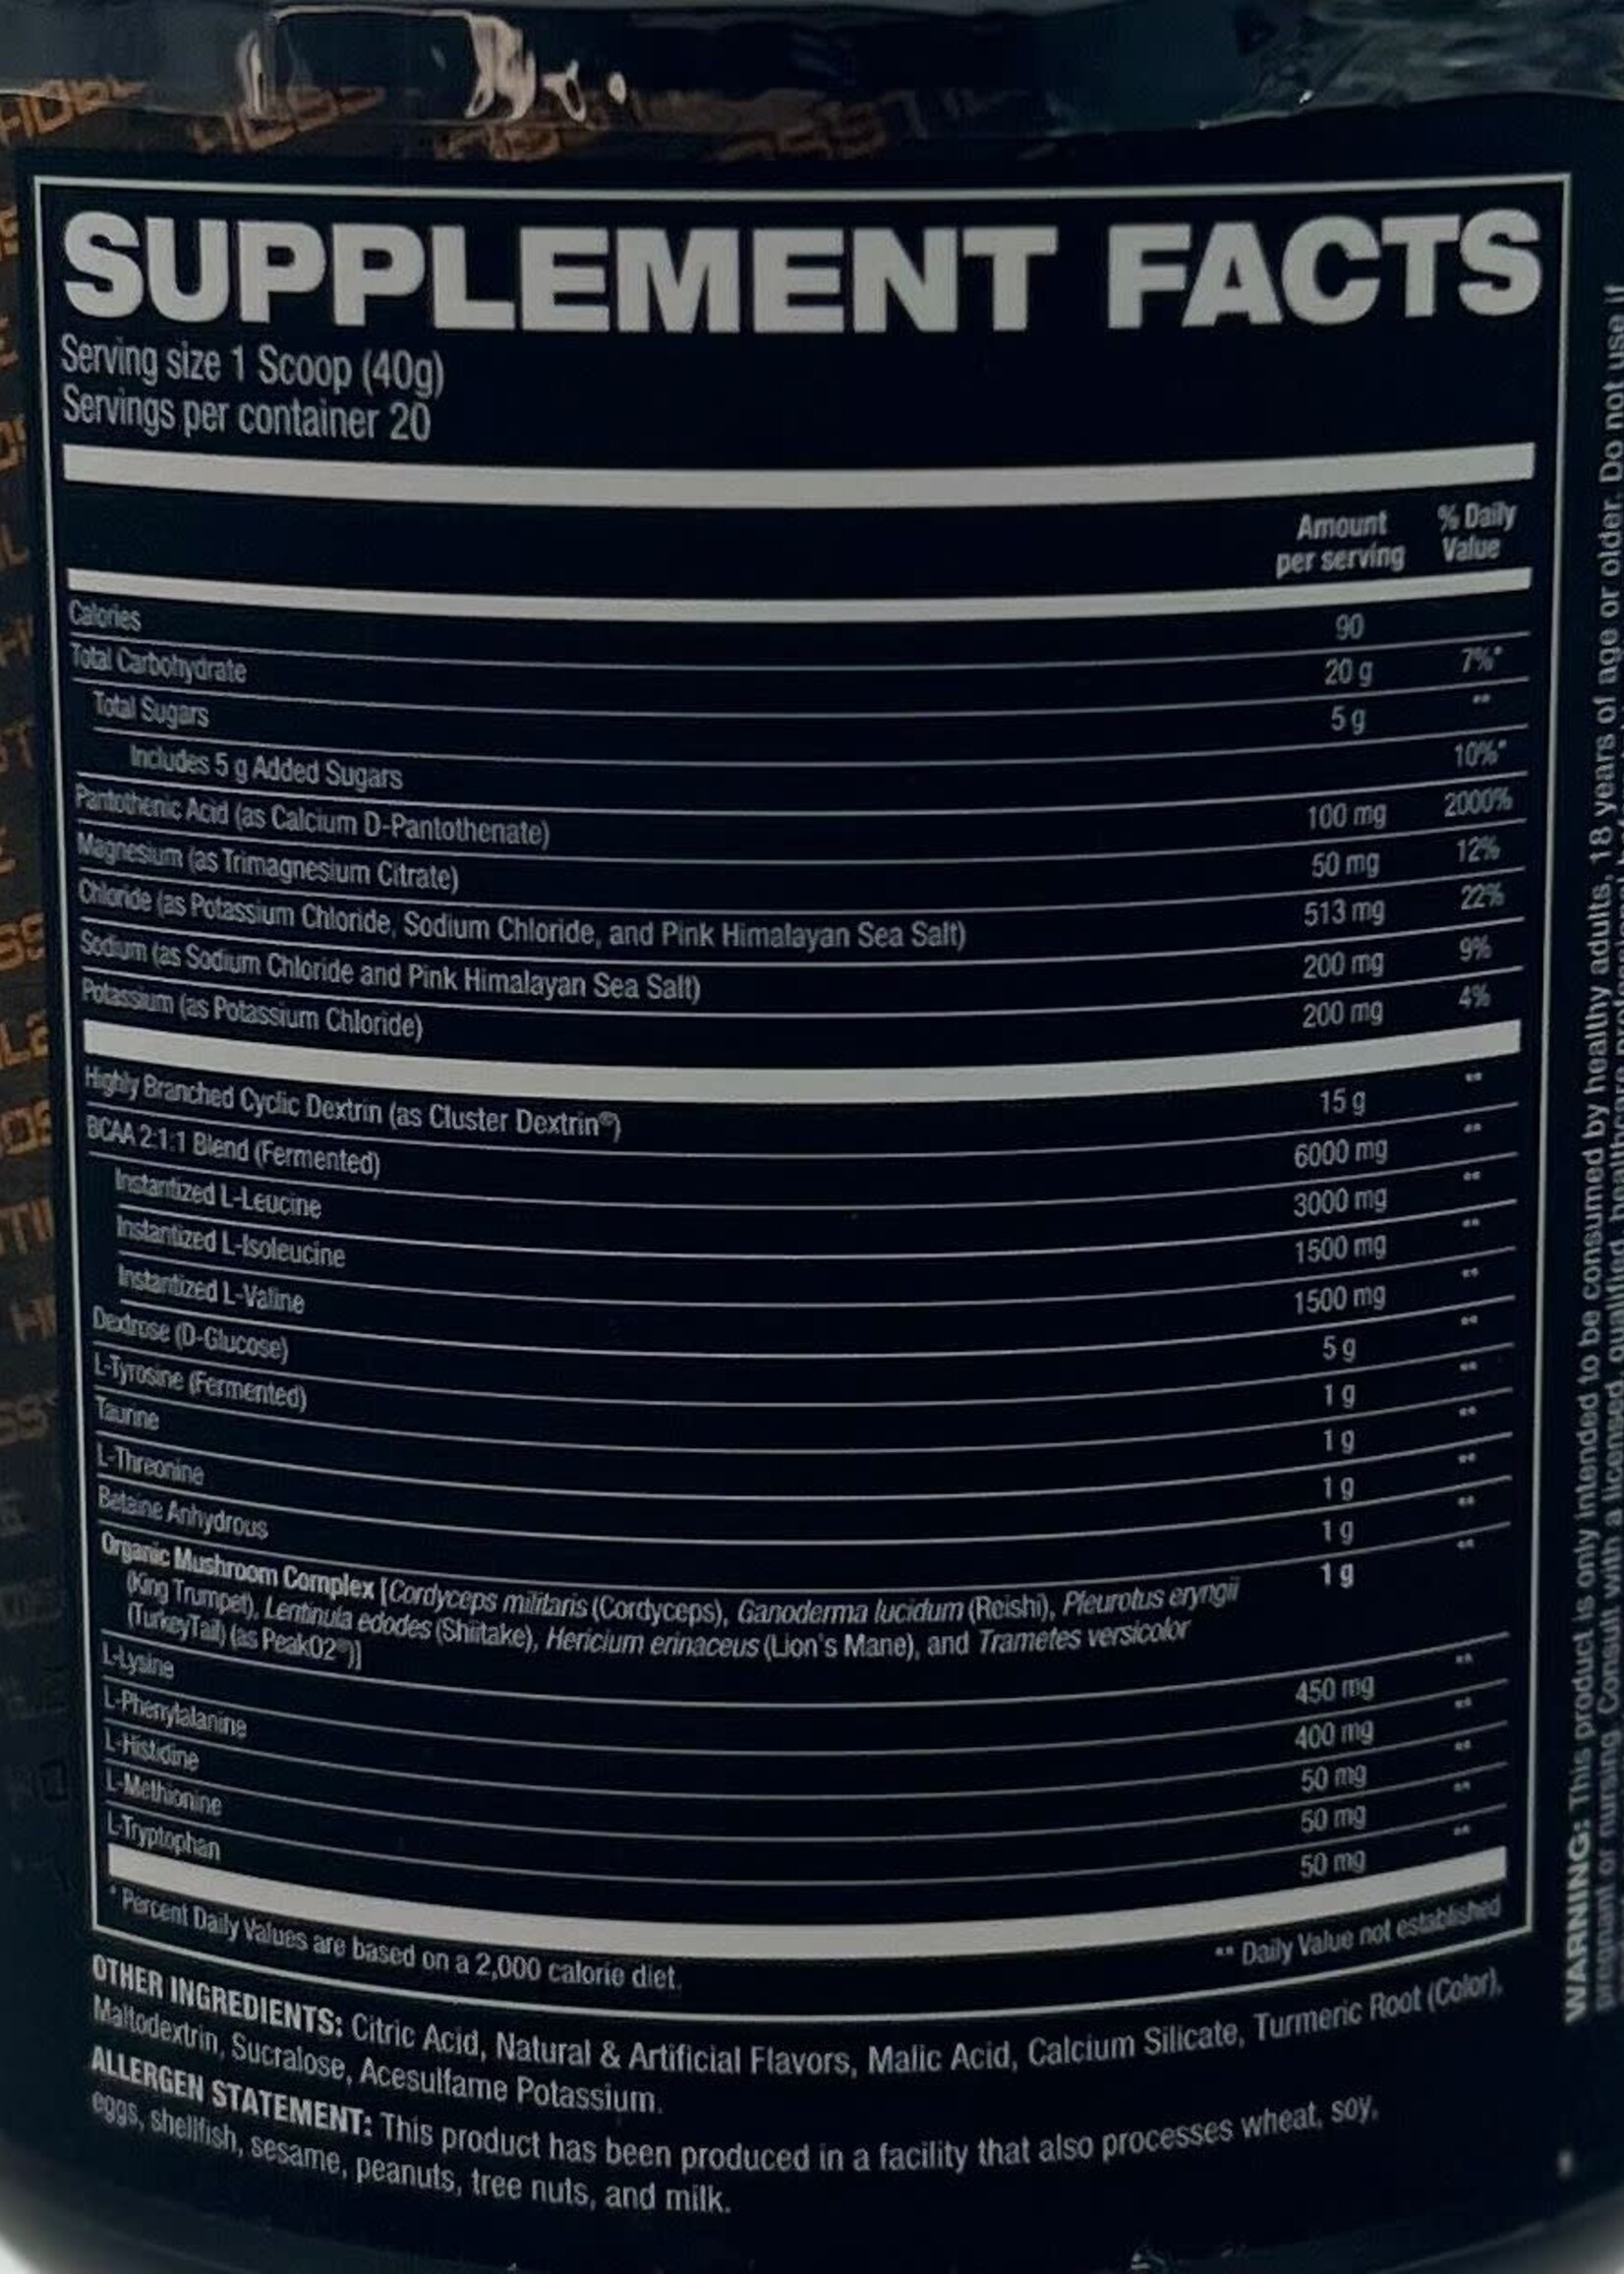 SUPPLEMENT FACTS
Serving size 1 Scoop (40g)
Servings per container 20
Amount per serving % Daily Value
Calories 90
Total Carbohydrate 20 g 7%*
Total Sugars 5 g **
Includes 5 g Added Sugars 10%*
Pantothenic Acid (as Calcium D-Pantothenate) 100 mg 2000%
Magnesium (as Trimagnesium Citrate) 50 mg 12%
Chloride (as Potassium Chloride, Sodium Chloride, and Pink Himalayan Sea Salt) 513 mg 22%
Sodium (as Sodium Chloride and Pink Himalayan Sea Salt) 200 mg 9%
Potassium (as Potassium Chloride) 200 mg 4%
Highly Branched Cyclic Dextrin (as Cluster Dextrin®) 15 g **
BCAA 2:1:1 Blend (Fermented) 6000 mg **
Instantized L-Leucine 3000 mg **
Instantized L-Isoleucine 1500 mg **
Instantized L-Valine 1500 mg **
Dextrose (D-Glucose) 5 g **
L-Tyrosine (Fermented) 1 g **
Taurine 1 g **
L-Threonine 1 g **
Betaine Anhydrous 1 g **
Organic Mushroom Complex [Cordyceps militaris (Cordyceps), Ganoderma lucidum (Reishi), Pleurotus eryngii 1 g **
(King Trumpet), Lentinula edodes (Shiitake), Hericium erinaceus (Lion's Mane), and Trametes versicolor
(TurkeyTail) (as PeakO2®)]
L-Lysine 450 mg **
L-Phenylalanine 400 mg **
L-Histidine 50 mg **
L-Methionine 50 mg **
L-Tryptophan 50 mg **
* Percent Daily Values are based on a 2,000 calorie diet. ** Daily Value not established
OTHER INGREDIENTS: Citric Acid, Natural & Artificial Flavors, Malic Acid, Calcium Silicate, Turmeric Root (Color),
Maltodextrin, Sucralose, Acesulfame Potassium.
ALLERGEN STATEMENT: This product has been produced in a facility that also processes wheat, soy,
eggs, shellfish, sesame, peanuts, tree nuts, and milk.
WARNING: This product is only intended to be consumed by healthy adults, 18 years of age or older. Do not use if
pregnant or nursing. Consult with a licensed